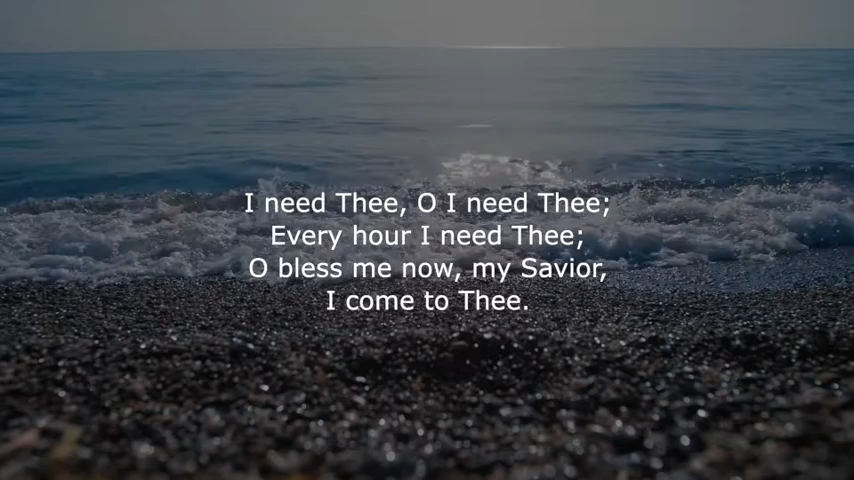 I need Thee, O I need Thee;
Every hour I need Thee;
O bless me now, my Savior,
I come to Thee.